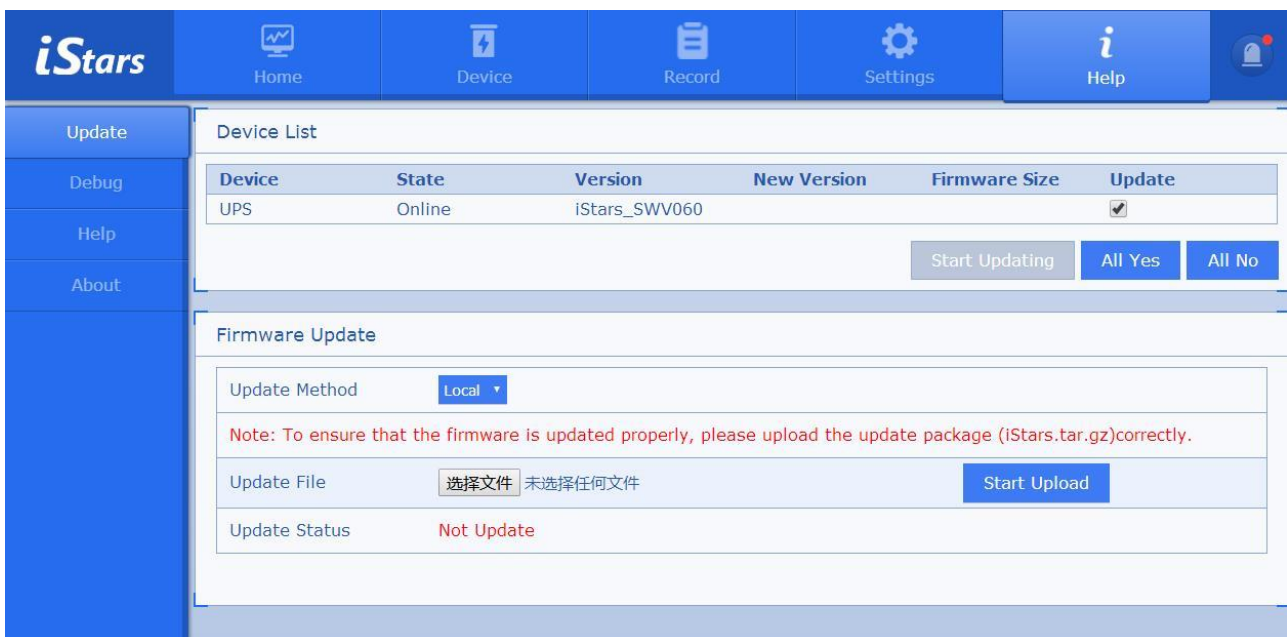 iStars
Home Device Record Settings Help
Update
Debug
Help
About
Device List
Device State Version New Version Firmware Size Update
UPS Online iStars_SWV060
Start Updating All Yes All No
Firmware Update
Update Method Local
Note: To ensure that the firmware is updated properly, please upload the update package (iStars.tar.gz)correctly.
Update File 选择文件 未选择任何文件 Start Upload
Update Status Not Update